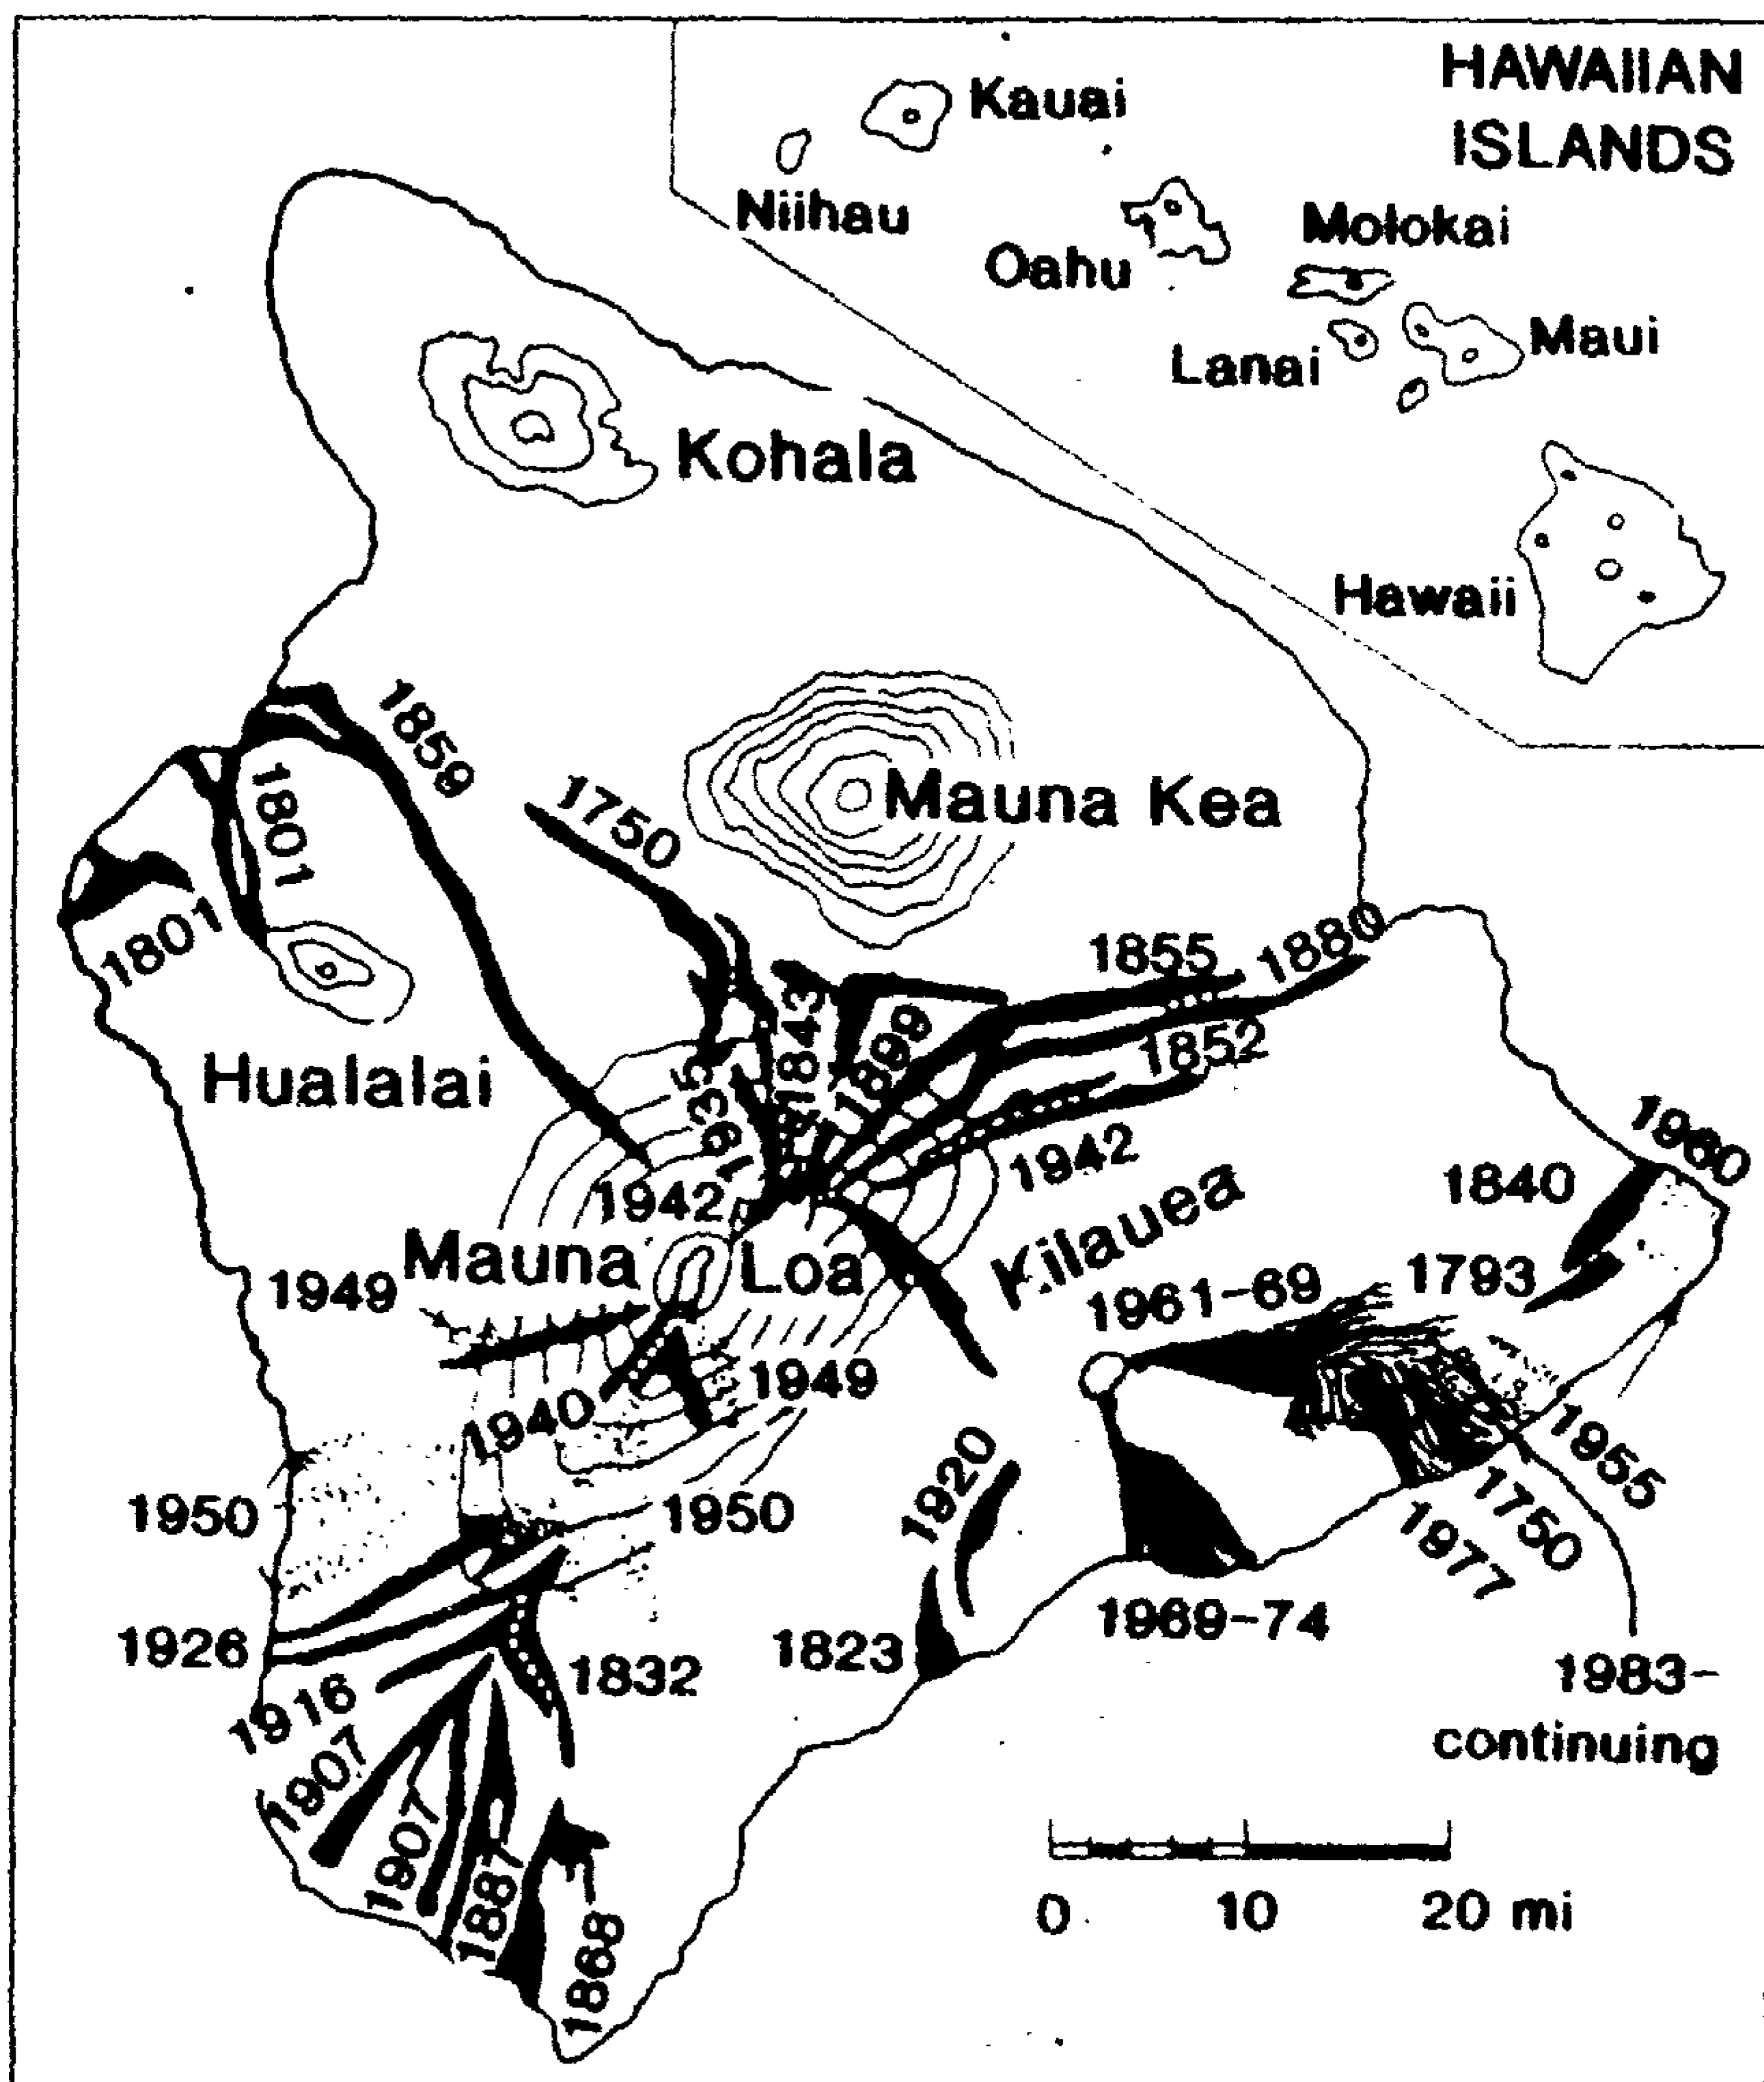 HAWAIIAN
ISLANDS
Kauai
Niihau
Oahu
Molokai
Lanai
Maui
Hawaii
Kohala
1859
1801
1750
Mauna Kea
1801
1855
1880
1843
1899
1852
Hualalai
1935
1942
1942
1960
1840
Kilauea
Mauna Loa
1949
1961-69
1793
1949
1940
1955
1920
1750
1977
1950
1950
1926
1832
1823
1969-74
1916
1983-
continuing
1907
1907
1887
1868
0 10 20 mi